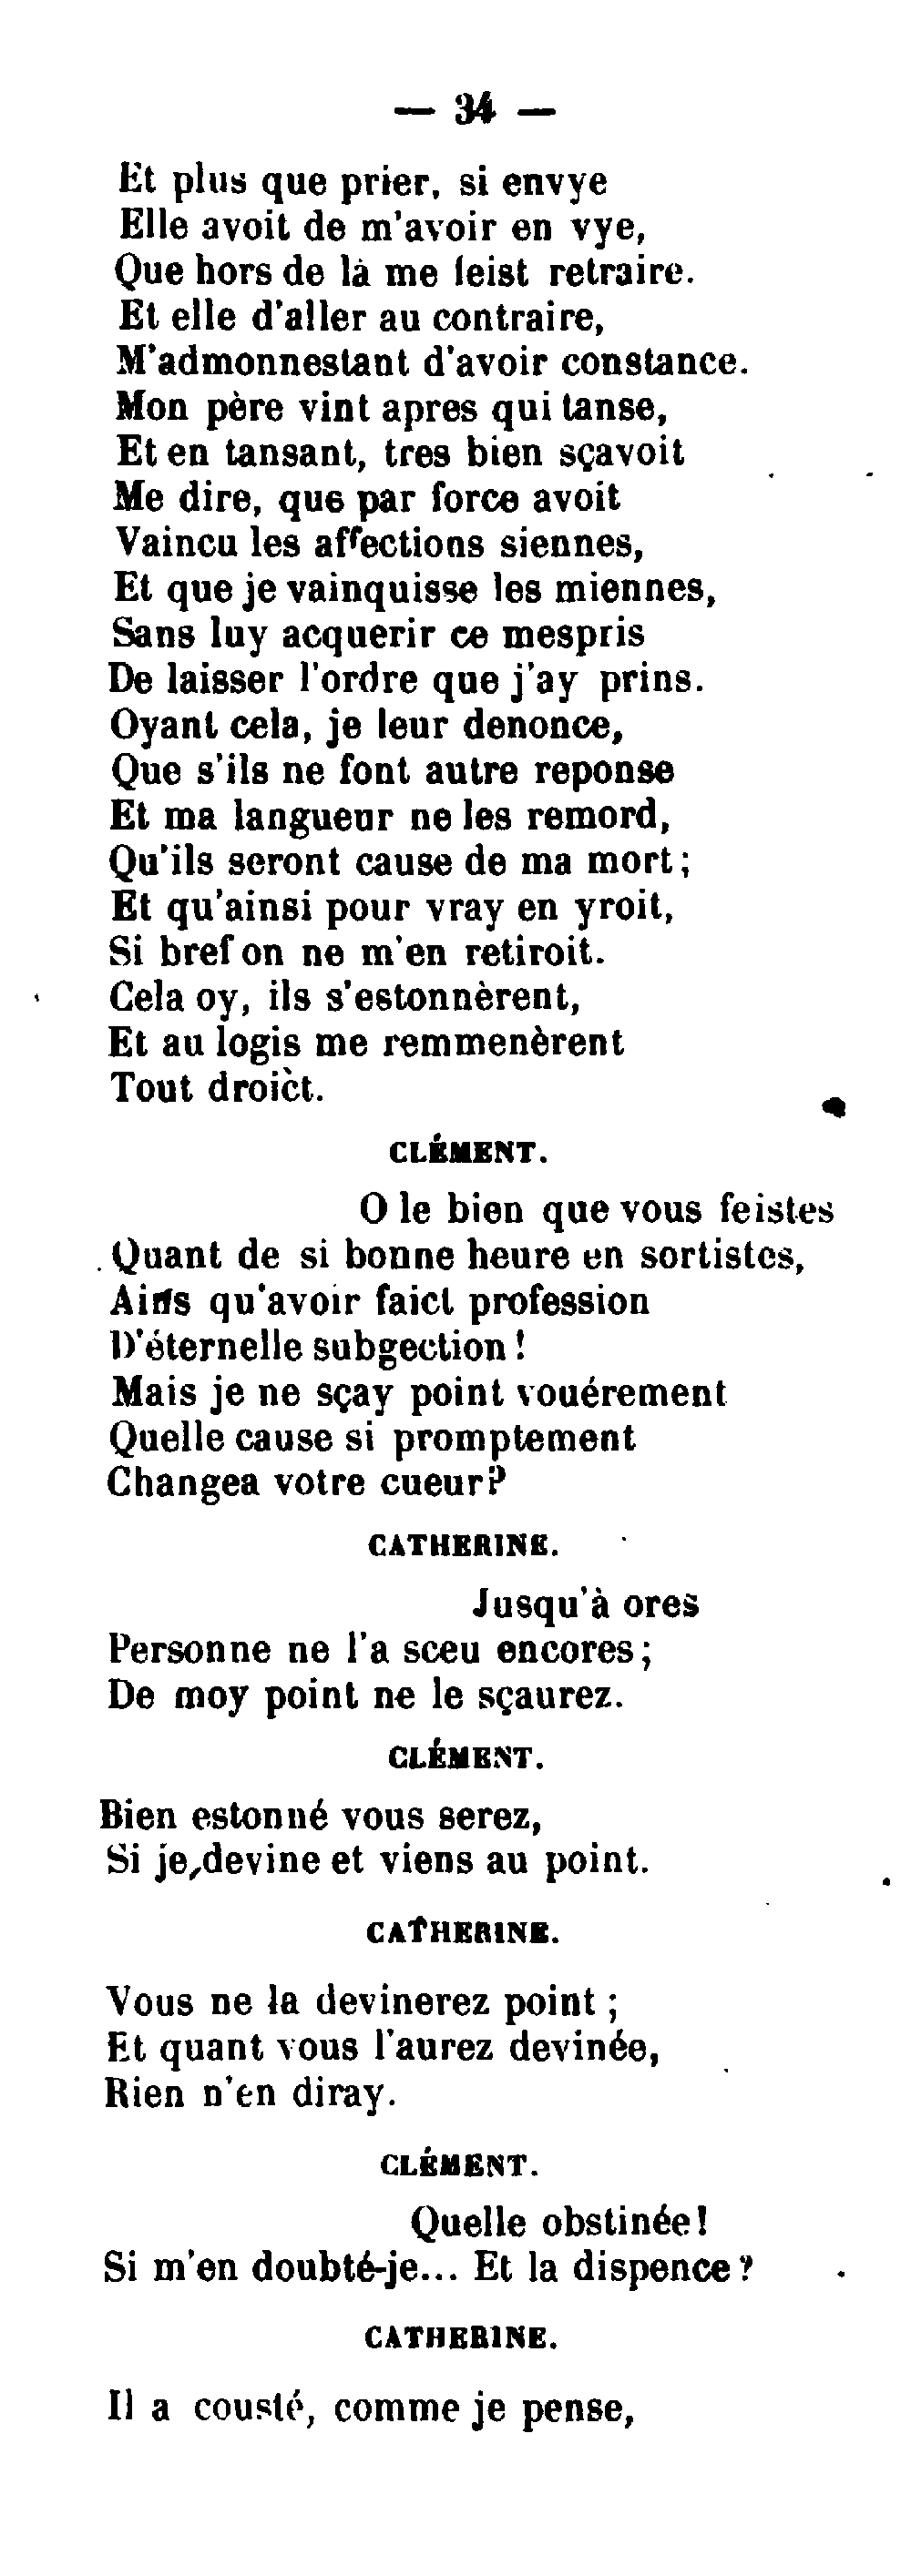 — 34 —
Et plus que prier, si envye
Elle avoit de m'avoir en vye,
Que hors de là me feist retraire.
Et elle d'aller au contraire,
M'admonnestant d'avoir constance.
Mon père vint apres qui tanse,
Et en tansant, tres bien sçavoit
Me dire, que par force avoit
Vaincu les affections siennes,
Et que je vainquisse les miennes,
Sans luy acquerir ce mespris
De laisser l'ordre que j'ay prins.
Oyant cela, je leur denonce,
Que s'ils ne font autre reponse
Et ma langueur ne les remord,
Qu'ils seront cause de ma mort ;
Et qu'ainsi pour vray en yroit,
Si bref on ne m'en retiroit.
Cela oy, ils s'estonnèrent,
Et au logis me remmenèrent
Tout droict.
CLÉMENT.
O le bien que vous feistes
Quant de si bonne heure en sortistes,
Ains qu'avoir faict profession
D'éternelle subgection !
Mais je ne sçay point vouérement
Quelle cause si promptement
Changea votre cueur?
CATHERINE.
Jusqu'à ores
Personne ne l'a sceu encores ;
De moy point ne le sçaurez.
CLÉMENT.
Bien estonné vous serez,
Si je devine et viens au point.
CATHERINE.
Vous ne la devinerez point ;
Et quant vous l'aurez devinée,
Rien n'en diray.
CLÉMENT.
Quelle obstinée !
Si m'en doubté-je... Et la dispence ?
CATHERINE.
Il a cousté, comme je pense,